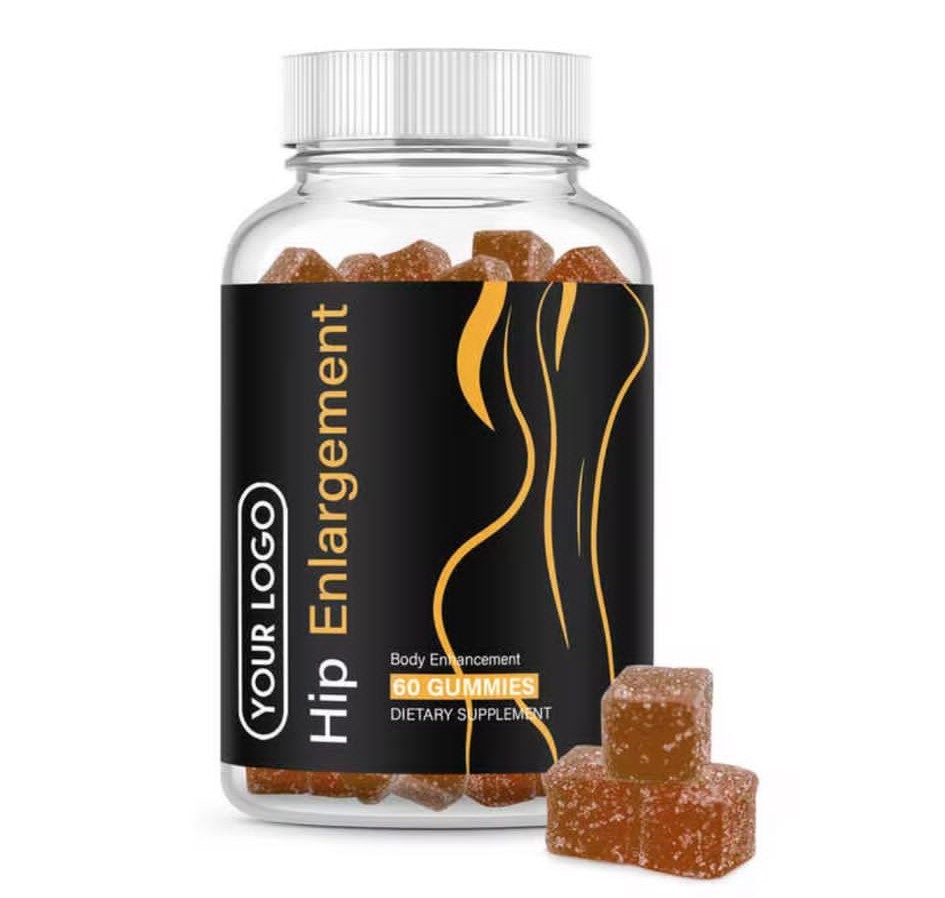 YOUR LOGO
Hip Enlargement
Body Enhancement
60 GUMMIES
DIETARY SUPPLEMENT